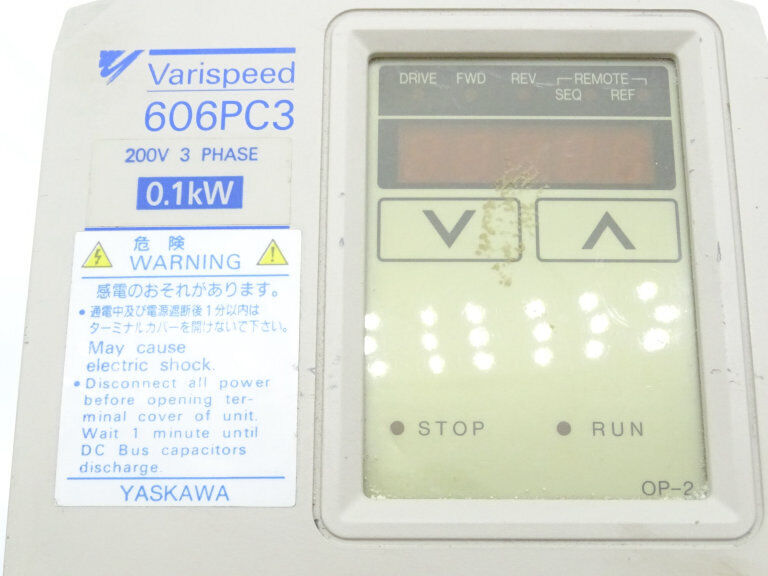 Varispeed
606PC3
200V 3 PHASE
0.1kW
危険
WARNING
感電のおそれがあります。
• 通電中及び電源遮断後1分以内は
ターミナルカバーを開けないで下さい。
May cause
electric shock.
• Disconnect all power
before opening ter-
minal cover of unit.
Wait 1 minute until
DC Bus capacitors
discharge.
YASKAWA
DRIVE FWD REV REMOTE
SEQ REF
STOP RUN
OP-2